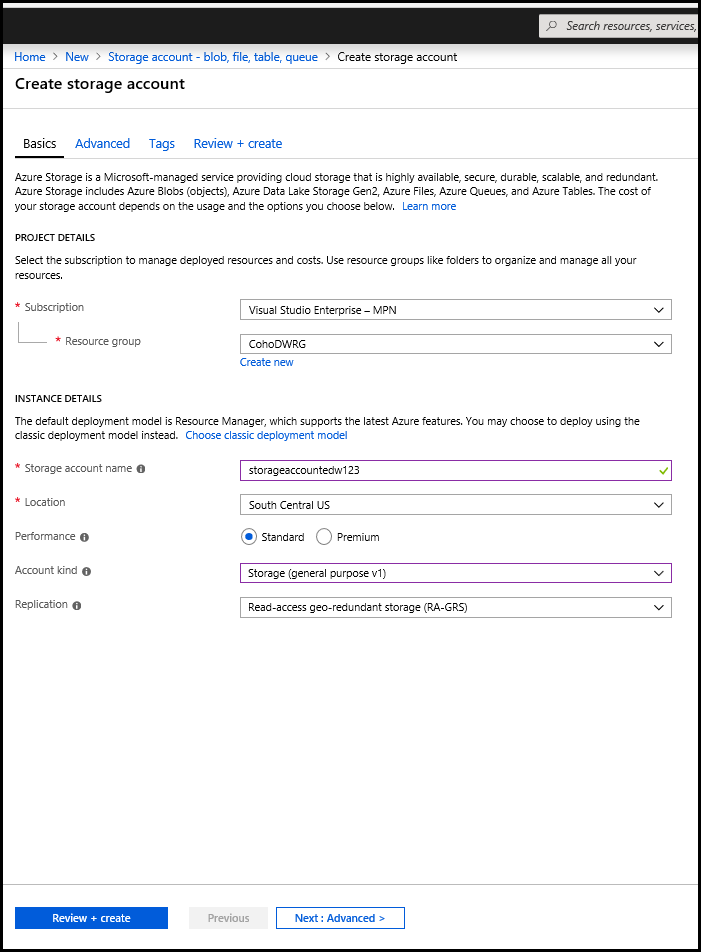 Search resources, services,
Home > New > Storage account - blob, file, table, queue > Create storage account
Create storage account
Basics Advanced Tags Review + create
Azure Storage is a Microsoft-managed service providing cloud storage that is highly available, secure, durable, scalable, and redundant.
Azure Storage includes Azure Blobs (objects), Azure Data Lake Storage Gen2, Azure Files, Azure Queues, and Azure Tables. The cost of
your storage account depends on the usage and the options you choose below. Learn more
PROJECT DETAILS
Select the subscription to manage deployed resources and costs. Use resource groups like folders to organize and manage all your
resources.
* Subscription Visual Studio Enterprise – MPN
* Resource group CohoDWRG
Create new
INSTANCE DETAILS
The default deployment model is Resource Manager, which supports the latest Azure features. You may choose to deploy using the
classic deployment model instead. Choose classic deployment model
* Storage account name storageaccountedw123
* Location South Central US
Performance Standard Premium
Account kind Storage (general purpose v1)
Replication Read-access geo-redundant storage (RA-GRS)
Review + create Previous Next : Advanced >